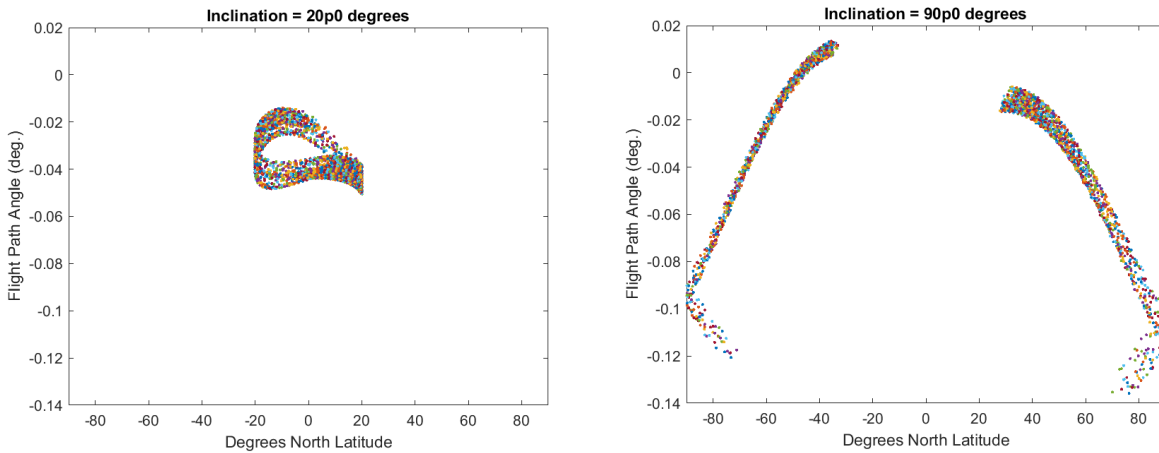 Inclination = 20p0 degrees
0.02
0
-0.02
-0.04
-0.06
-0.08
-0.1
-0.12
-0.14
Flight Path Angle (deg.)
-80 -60 -40 -20 0 20 40 60 80
Degrees North Latitude
Inclination = 90p0 degrees
0.02
0
-0.02
-0.04
-0.06
-0.08
-0.1
-0.12
-0.14
Flight Path Angle (deg.)
-80 -60 -40 -20 0 20 40 60 80
Degrees North Latitude